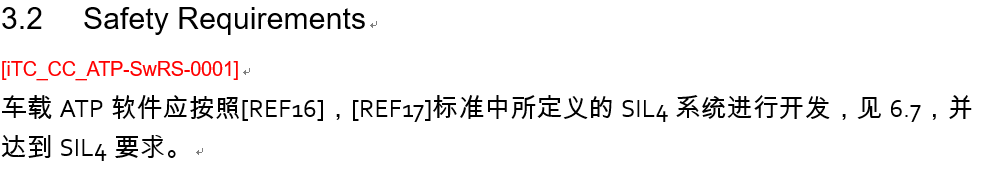 3.2 Safety Requirements
[iTC_CC_ATP-SwRS-0001]
车载 ATP 软件应按照[REF16]，[REF17]标准中所定义的 SIL4 系统进行开发，见 6.7，并
达到 SIL4 要求。